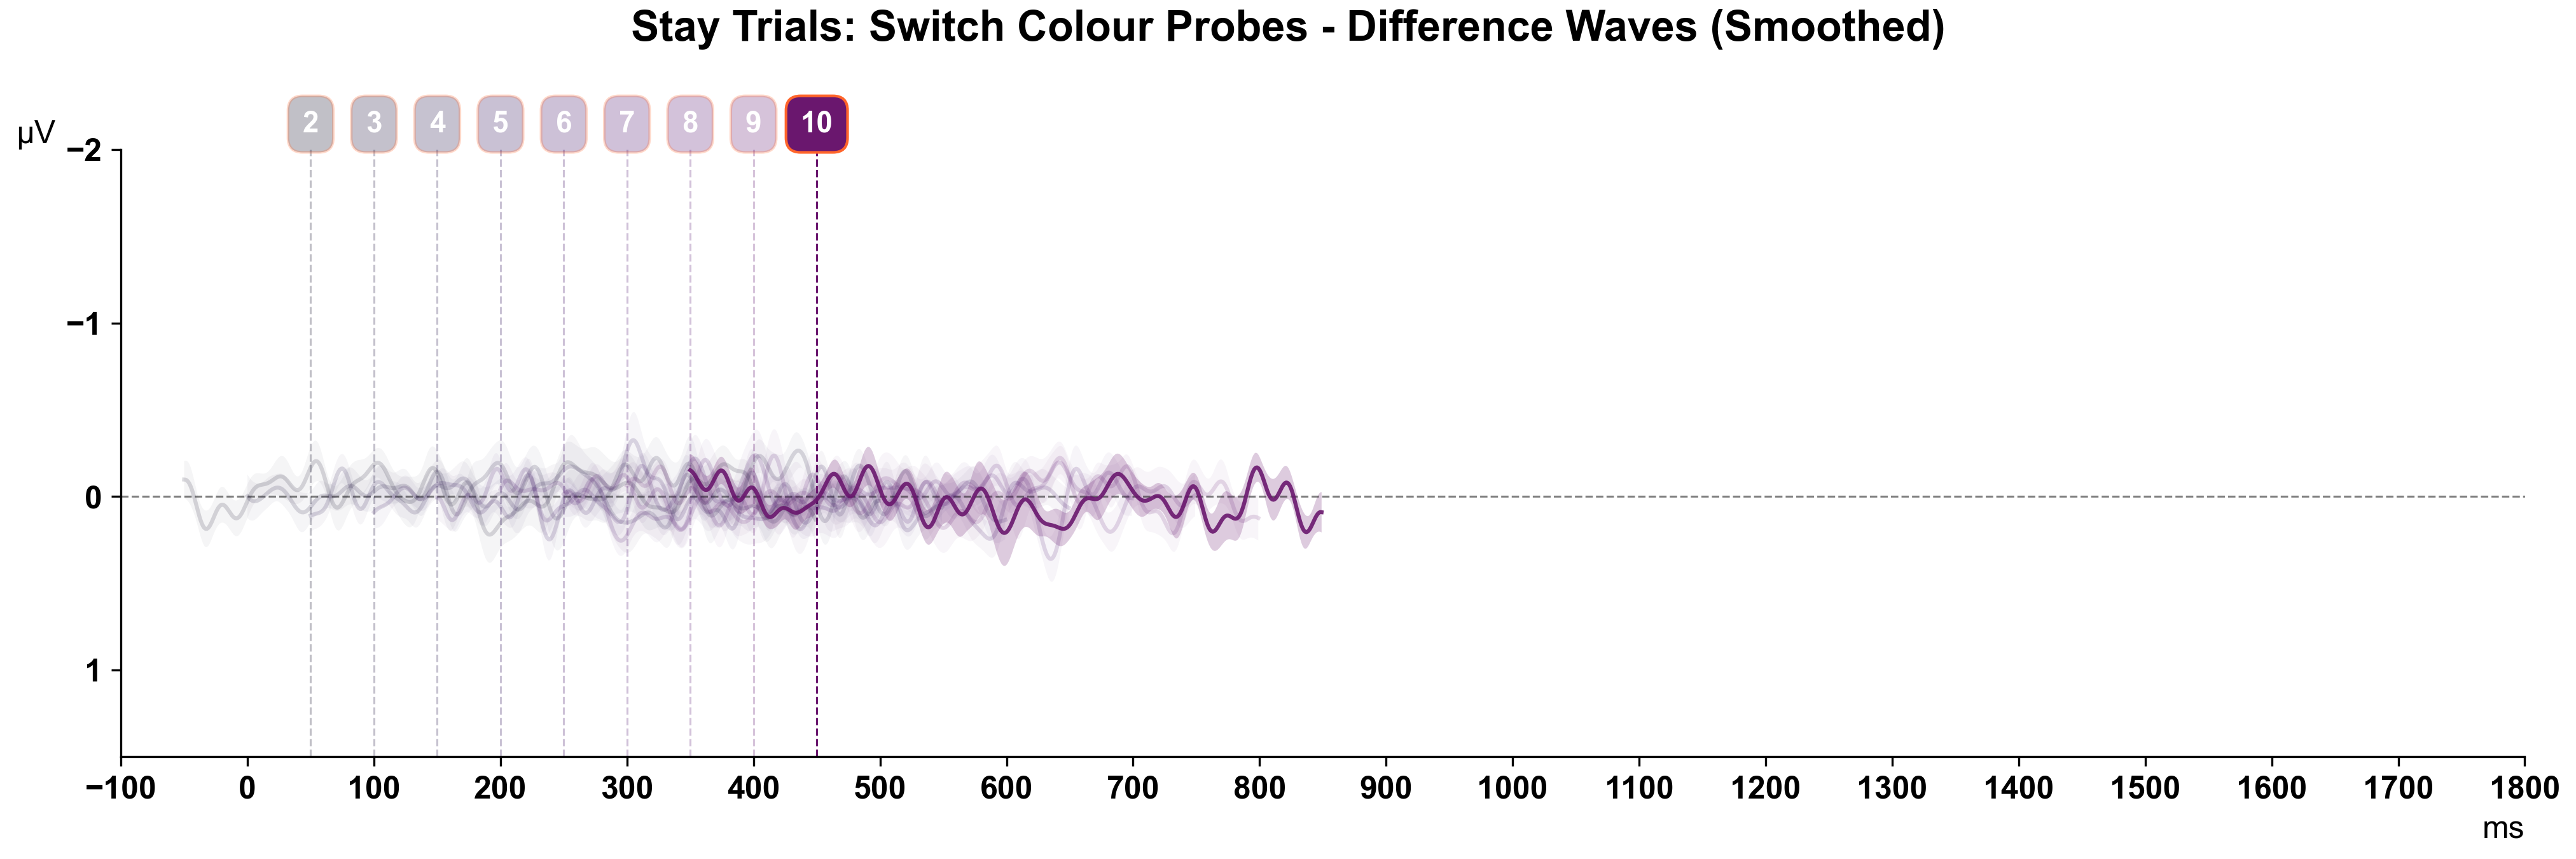 Stay Trials: Switch Colour Probes - Difference Waves (Smoothed)
2 3 4 5 6 7 8 9 10
µV
−2
−1
0
1
−100 0 100 200 300 400 500 600 700 800 900 1000 1100 1200 1300 1400 1500 1600 1700 1800
ms